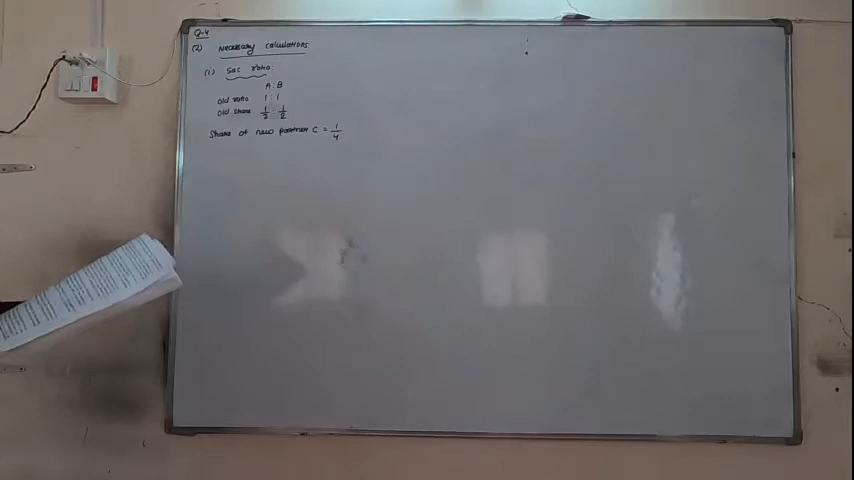 Q-4
(2) Necessary calculations
(i) Sac ratio:
A : B
Old ratio 1 : 1
Old share 1/2 : 1/2
Share of new partner C = 1/4